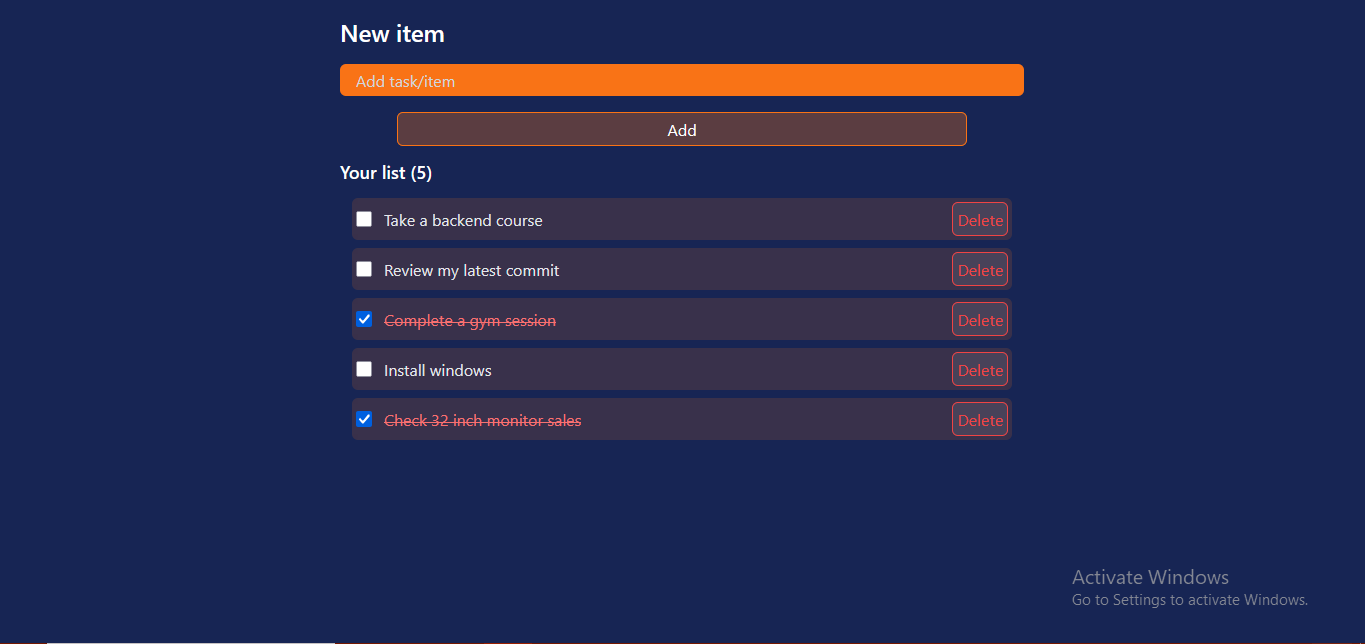 New item
Add task/item
Add
Your list (5)
Take a backend course Delete
Review my latest commit Delete
Complete a gym session Delete
Install windows Delete
Check 32 inch monitor sales Delete
Activate Windows
Go to Settings to activate Windows.